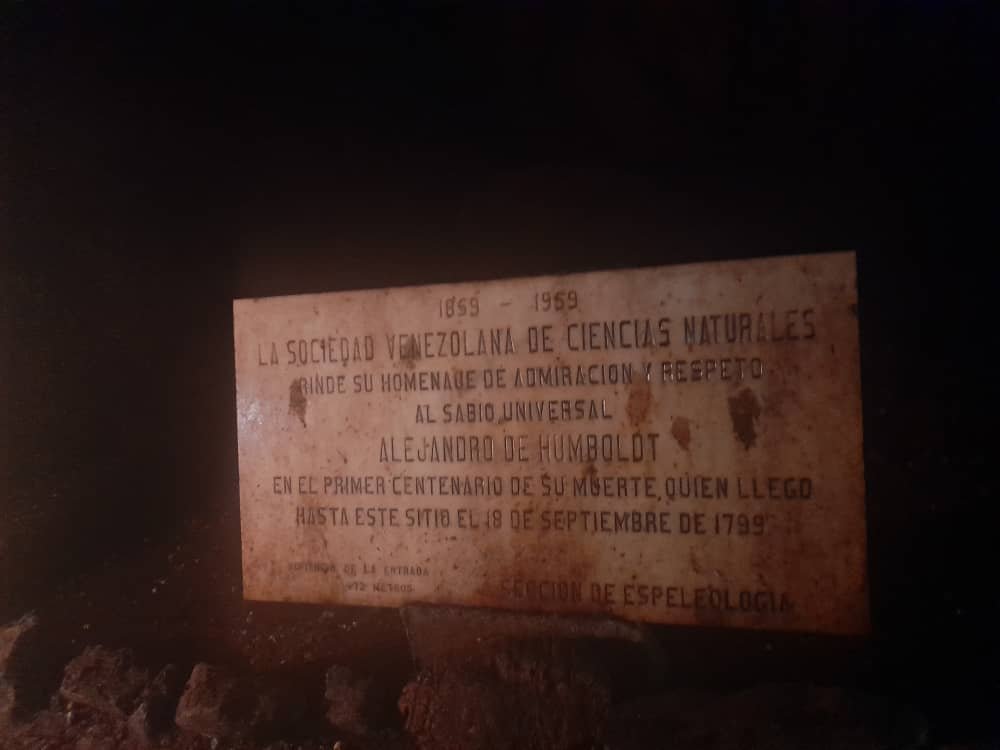 1859 - 1959
LA SOCIEDAD VENEZOLANA DE CIENCIAS NATURALES
RINDE SU HOMENAJE DE ADMIRACION Y RESPETO
AL SABIO UNIVERSAL
ALEJANDRO DE HUMBOLDT
EN EL PRIMER CENTENARIO DE SU MUERTE, QUIEN LLEGO
HASTA ESTE SITIO EL 18 DE SEPTIEMBRE DE 1799
DE LA ENTRADA
472 METROS
SECCION DE ESPELEOLOGIA